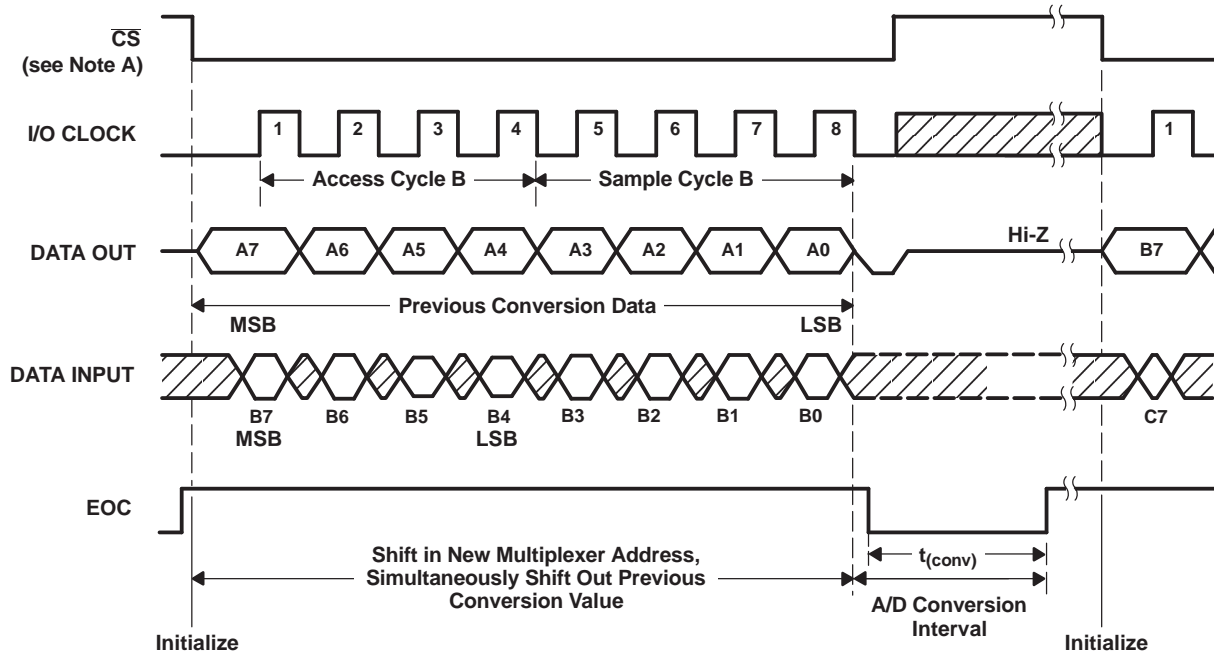 CS
(see Note A)
I/O CLOCK
1 2 3 4 5 6 7 8 1
Access Cycle B Sample Cycle B
DATA OUT
A7 A6 A5 A4 A3 A2 A1 A0 Hi-Z B7
Previous Conversion Data
MSB LSB
DATA INPUT
B7 B6 B5 B4 B3 B2 B1 B0 C7
MSB LSB
EOC
Shift in New Multiplexer Address,
Simultaneously Shift Out Previous
Conversion Value
t(conv)
A/D Conversion
Interval
Initialize Initialize